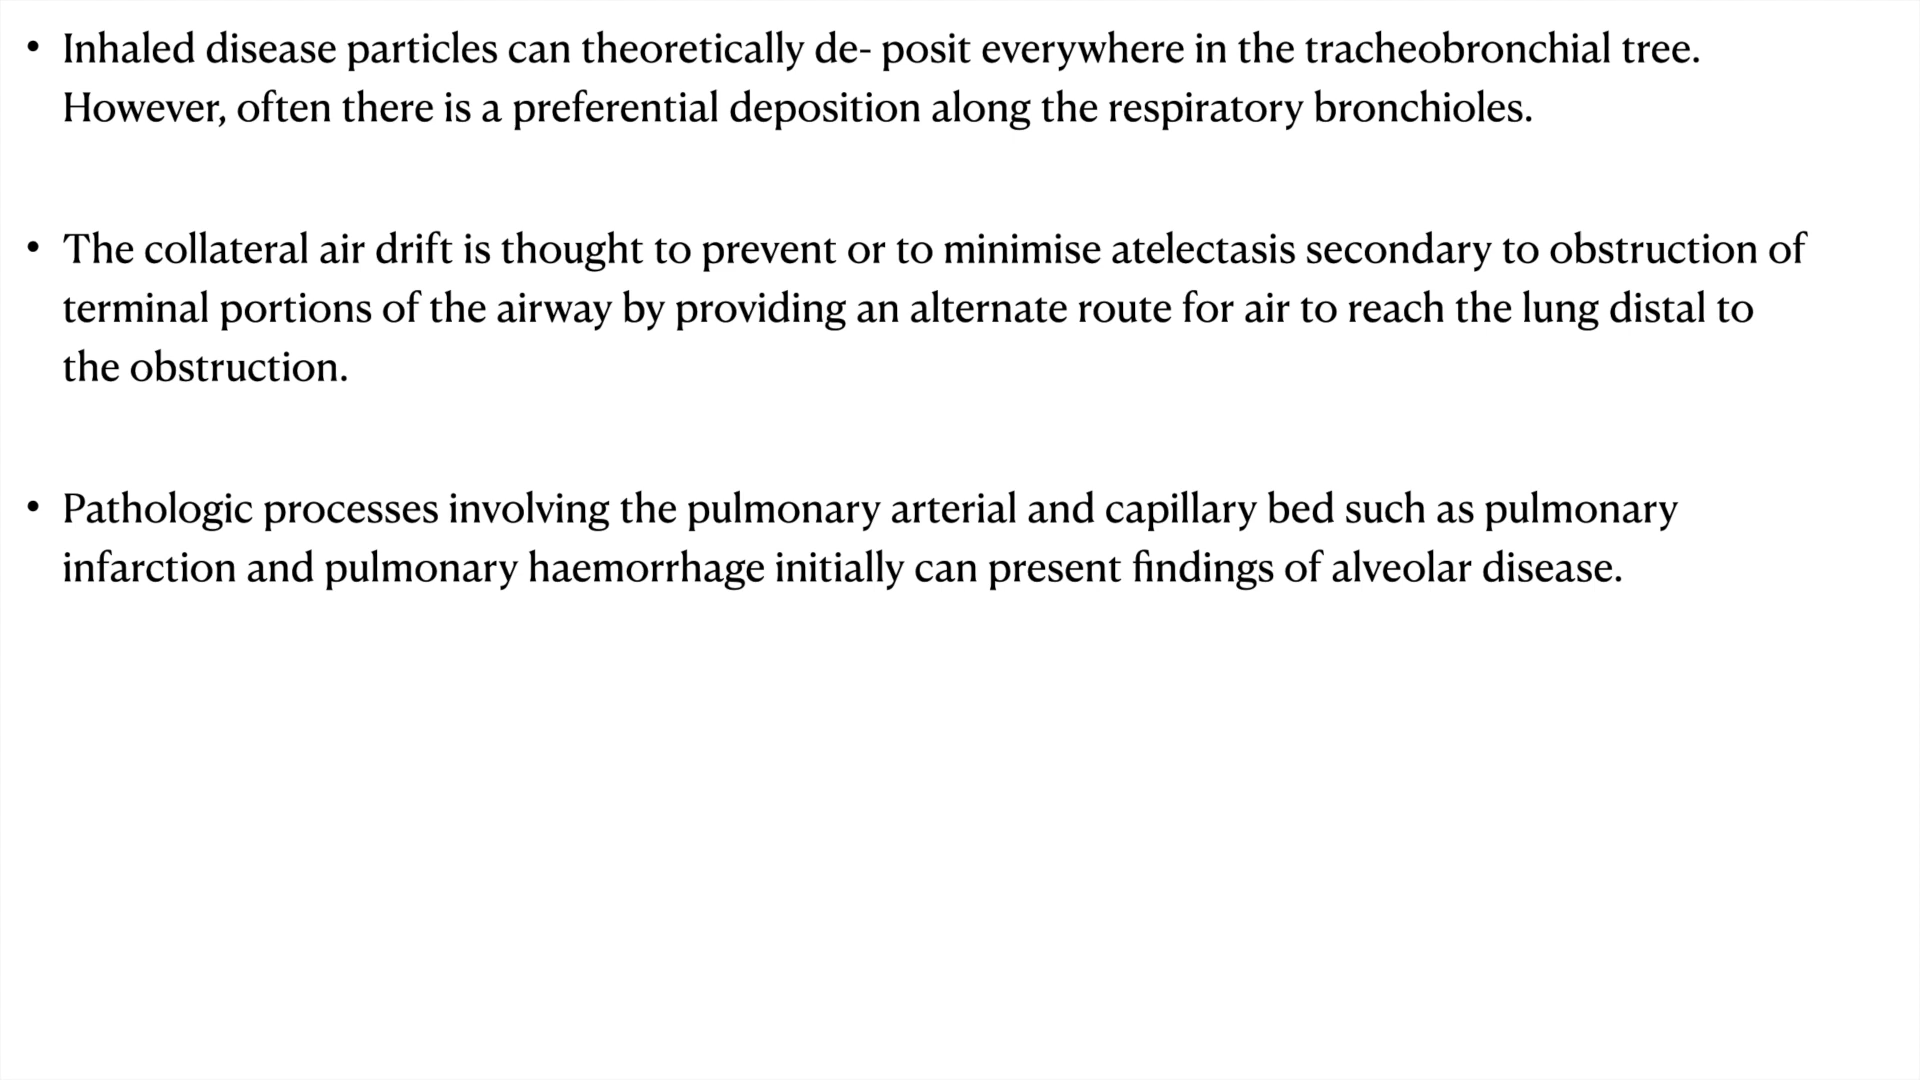 • Inhaled disease particles can theoretically de- posit everywhere in the tracheobronchial tree.
However, often there is a preferential deposition along the respiratory bronchioles.
• The collateral air drift is thought to prevent or to minimise atelectasis secondary to obstruction of
terminal portions of the airway by providing an alternate route for air to reach the lung distal to
the obstruction.
• Pathologic processes involving the pulmonary arterial and capillary bed such as pulmonary
infarction and pulmonary haemorrhage initially can present findings of alveolar disease.